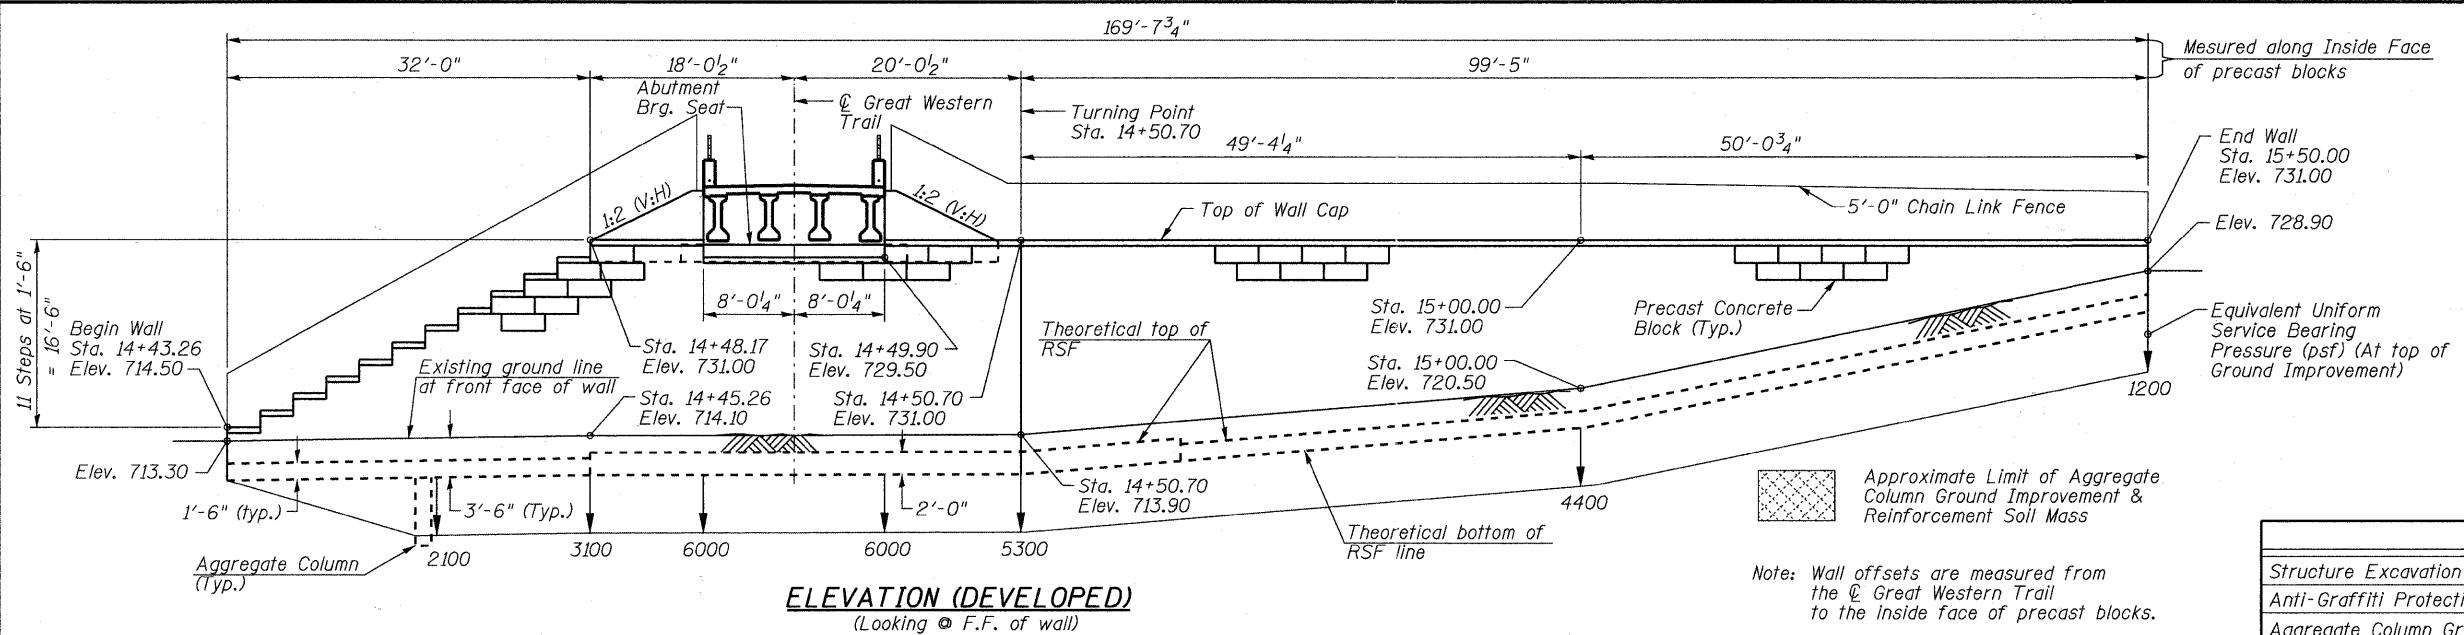 169'-7¾"
Mesured along Inside Face
of precast blocks
32'-0"
18'-0½"
20'-0½"
99'-5"
Abutment
Brg. Seat
℄ Great Western
Trail
Turning Point
Sta. 14+50.70
49'-4¼"
50'-0¾"
End Wall
Sta. 15+50.00
Elev. 731.00
1:2 (V:H)
1:2 (V:H)
Top of Wall Cap
5'-0" Chain Link Fence
Elev. 728.90
11 Steps at 1'-6"
= 16'-6"
Begin Wall
Sta. 14+43.26
Elev. 714.50
8'-0¼"
8'-0¼"
Existing ground line
at front face of wall
Sta. 14+48.17
Elev. 731.00
Sta. 14+49.90
Elev. 729.50
Theoretical top of
RSF
Sta. 15+00.00
Elev. 731.00
Precast Concrete
Block (Typ.)
Equivalent Uniform
Service Bearing
Pressure (psf) (At top of
Ground Improvement)
Sta. 14+45.26
Elev. 714.10
Sta. 14+50.70
Elev. 731.00
Sta. 15+00.00
Elev. 720.50
1200
Elev. 713.30
1'-6" (typ.)
3'-6" (Typ.)
2'-0"
Sta. 14+50.70
Elev. 713.90
4400
Approximate Limit of Aggregate
Column Ground Improvement &
Reinforcement Soil Mass
Aggregate Column
(Typ.)
2100
3100
6000
6000
5300
Theoretical bottom of
RSF line
ELEVATION (DEVELOPED)
(Looking @ F.F. of wall)
Note: Wall offsets are measured from
the ℄ Great Western Trail
to the inside face of precast blocks.
Structure Excavation
Anti-Graffiti Protecti
Aggregate Column Gr